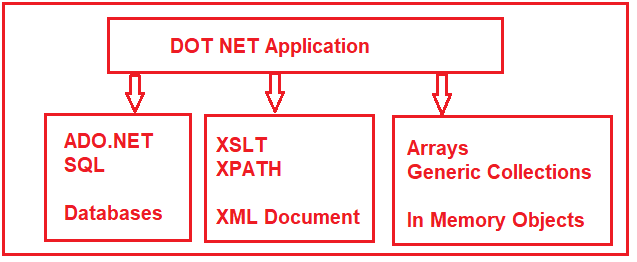 DOT NET Application
ADO.NET
SQL
Databases
XSLT
XPATH
XML Document
Arrays
Generic Collections
In Memory Objects